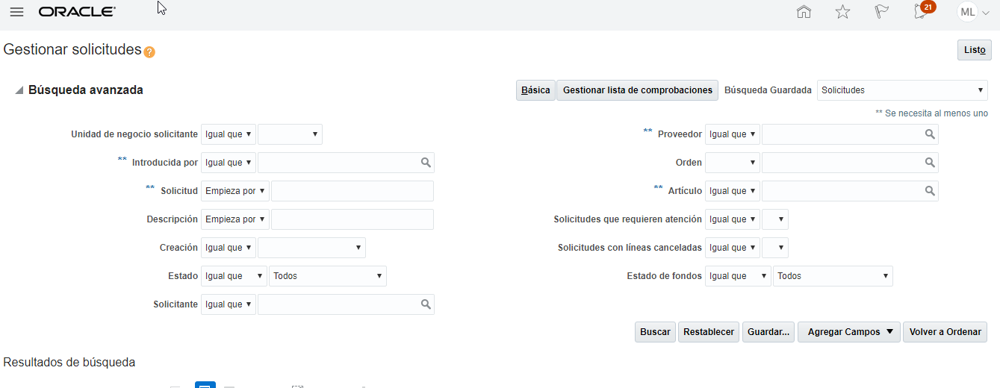 ORACLE
21
ML
Gestionar solicitudes ?
Listo
Búsqueda avanzada
Básica Gestionar lista de comprobaciones Búsqueda Guardada Solicitudes
** Se necesita al menos uno
Unidad de negocio solicitante Igual que
** Introducida por Igual que
** Solicitud Empieza por
Descripción Empieza por
Creación Igual que
Estado Igual que Todos
Solicitante Igual que
** Proveedor Igual que
Orden
** Artículo Igual que
Solicitudes que requieren atención Igual que
Solicitudes con líneas canceladas Igual que
Estado de fondos Igual que Todos
Buscar Restablecer Guardar... Agregar Campos Volver a Ordenar
Resultados de búsqueda